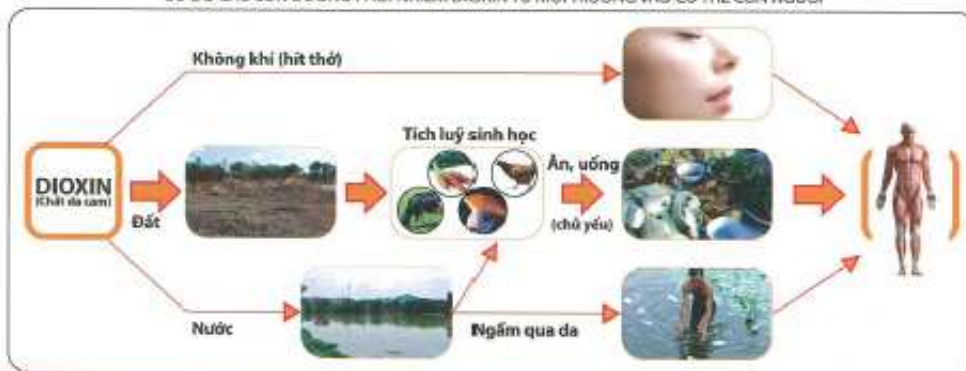 Không khí (hít thở)
Tích luỹ sinh học
DIOXIN
(Chất da cam)
Đất
Ăn, uống
(chủ yếu)
Nước
Ngấm qua da